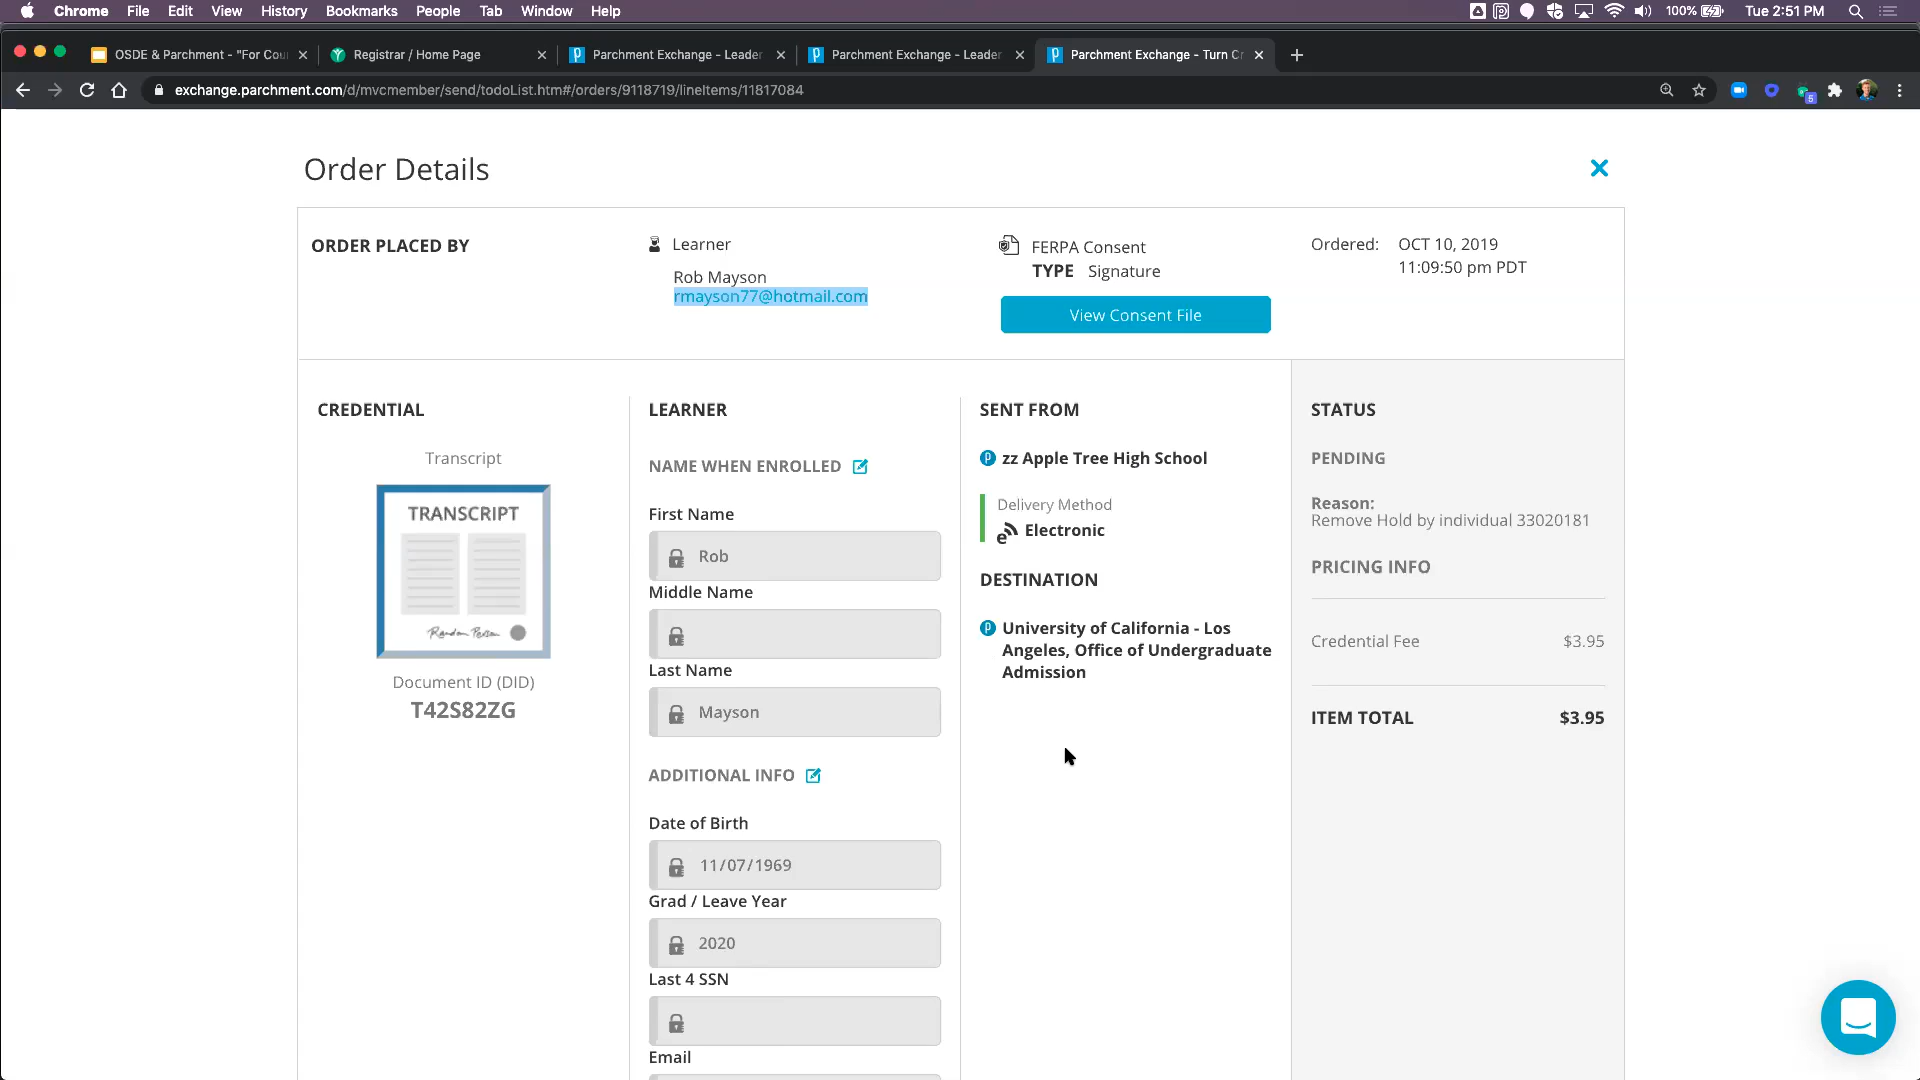 Chrome File Edit View History Bookmarks People Tab Window Help 100% Tue 2:51 PM
OSDE & Parchment - "For Cou
Registrar / Home Page
Parchment Exchange - Leader
Parchment Exchange - Leader
Parchment Exchange - Turn Cr
exchange.parchment.com/d/mvcmember/send/todoList.htm#/orders/9118719/lineItems/11817084
5
Order Details
ORDER PLACED BY
Learner
Rob Mayson
rmayson77@hotmail.com
FERPA Consent
TYPE Signature
View Consent File
Ordered: OCT 10, 2019
11:09:50 pm PDT
CREDENTIAL
Transcript
TRANSCRIPT
Random Person
Document ID (DID)
T42S82ZG
LEARNER
NAME WHEN ENROLLED
First Name
Rob
Middle Name
Last Name
Mayson
ADDITIONAL INFO
Date of Birth
11/07/1969
Grad / Leave Year
2020
Last 4 SSN
Email
SENT FROM
zz Apple Tree High School
Delivery Method
Electronic
DESTINATION
University of California - Los
Angeles, Office of Undergraduate
Admission
STATUS
PENDING
Reason:
Remove Hold by individual 33020181
PRICING INFO
Credential Fee $3.95
ITEM TOTAL $3.95